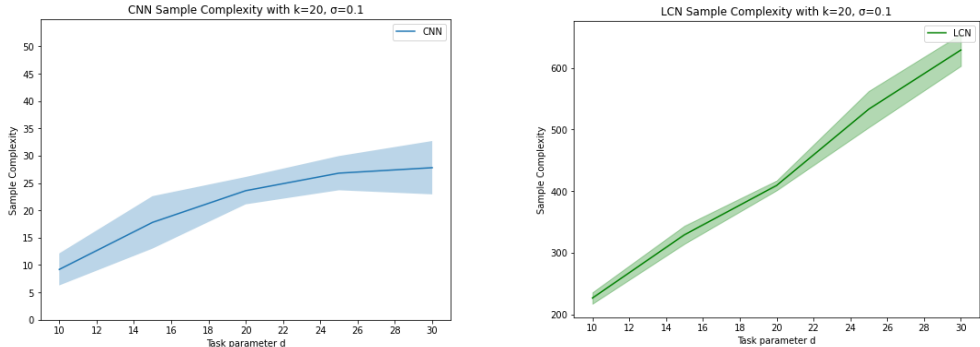 CNN Sample Complexity with k=20, σ=0.1
CNN
50
45
40
35
30
25
20
15
10
5
0
Sample Complexity
10 12 14 16 18 20 22 24 26 28 30
Task parameter d
LCN Sample Complexity with k=20, σ=0.1
LCN
600
500
400
300
200
Sample Complexity
10 12 14 16 18 20 22 24 26 28 30
Task parameter d